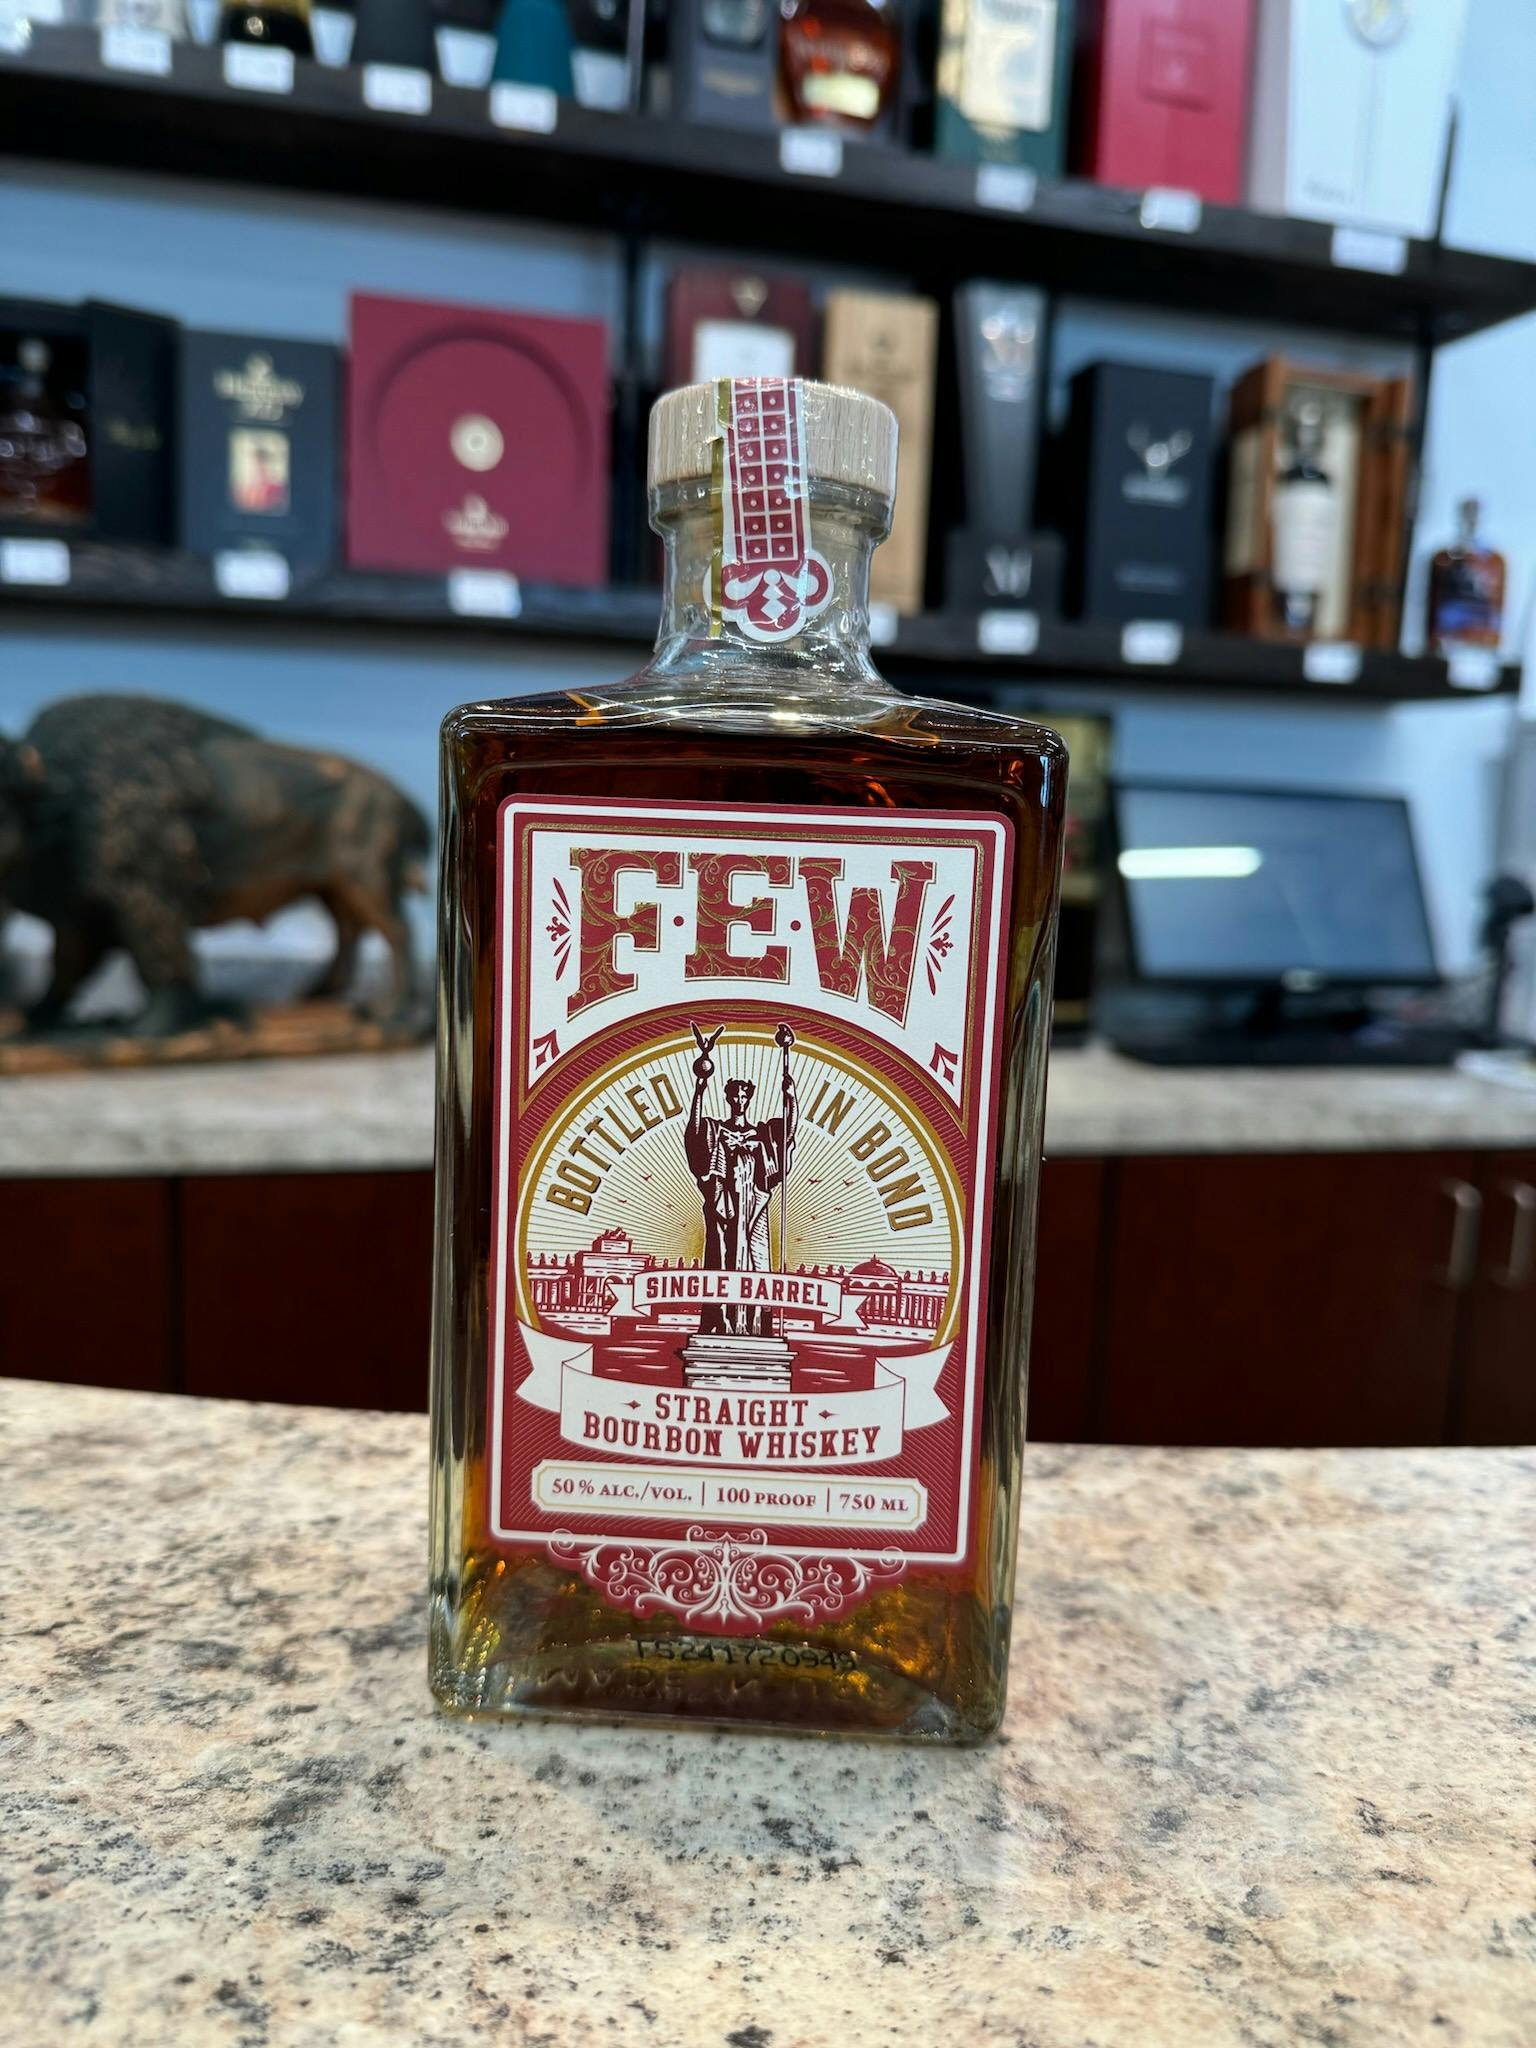 F·E·W
BOTTLED IN BOND
SINGLE BARREL
STRAIGHT
BOURBON WHISKEY
50% ALC./VOL. | 100 PROOF | 750 ML